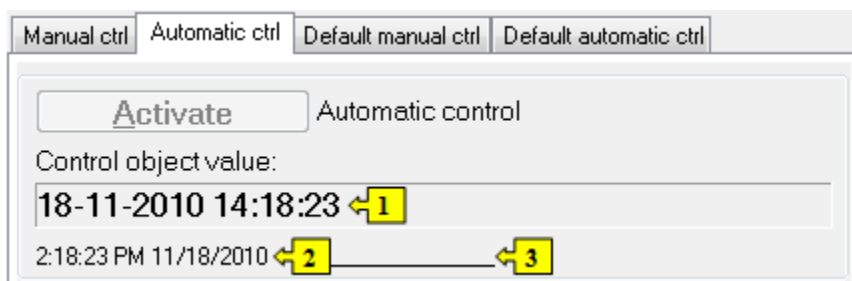 Manual ctrl Automatic ctrl Default manual ctrl Default automatic ctrl
Activate Automatic control
Control object value:
18-11-2010 14:18:23 1
2:18:23 PM 11/18/2010 2 3